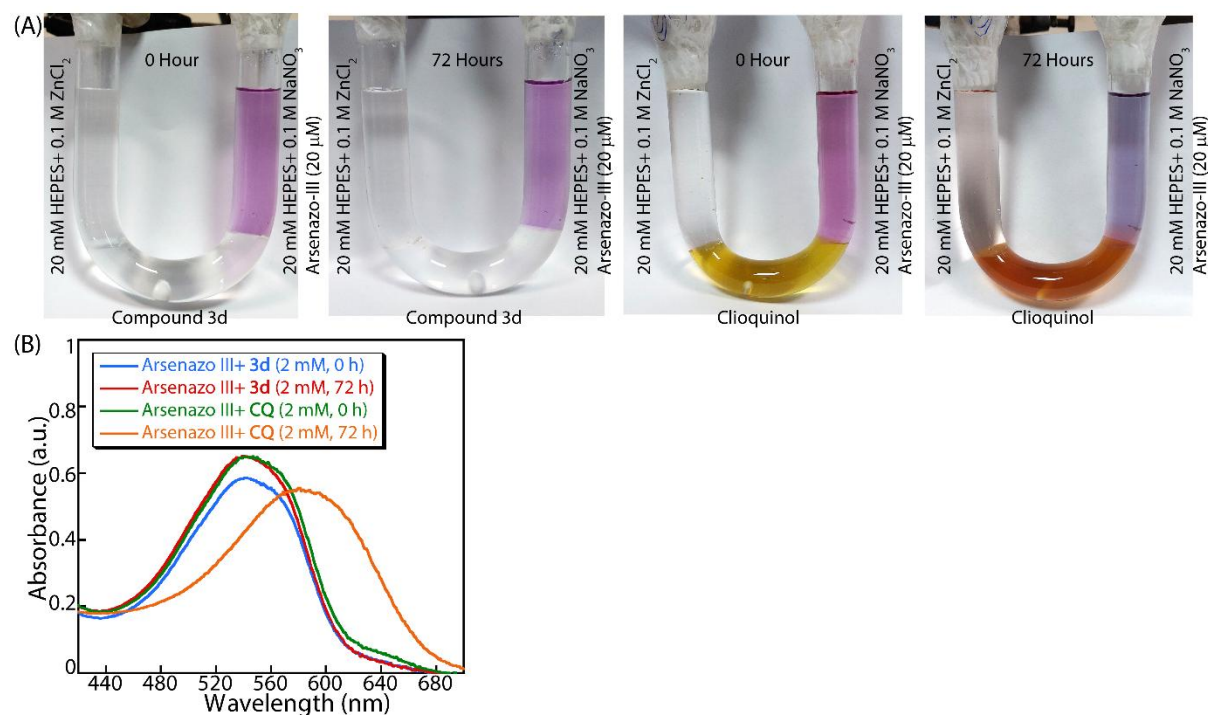 (A)
20 mM HEPES+ 0.1 M ZnCl₂
0 Hour
20 mM HEPES+ 0.1 M NaNO₃
Arsenazo-III (20 μM)
Compound 3d
20 mM HEPES+ 0.1 M ZnCl₂
72 Hours
20 mM HEPES+ 0.1 M NaNO₃
Arsenazo-III (20 μM)
Compound 3d
20 mM HEPES+ 0.1 M ZnCl₂
0 Hour
20 mM HEPES+ 0.1 M NaNO₃
Arsenazo-III (20 μM)
Clioquinol
20 mM HEPES+ 0.1 M ZnCl₂
72 Hours
20 mM HEPES+ 0.1 M NaNO₃
Arsenazo-III (20 μM)
Clioquinol
(B)
Arsenazo III+ 3d (2 mM, 0 h)
Arsenazo III+ 3d (2 mM, 72 h)
Arsenazo III+ CQ (2 mM, 0 h)
Arsenazo III+ CQ (2 mM, 72 h)
Absorbance (a.u.)
1
0.8
0.6
0.4
0.2
0
440 480 520 560 600 640 680
Wavelength (nm)